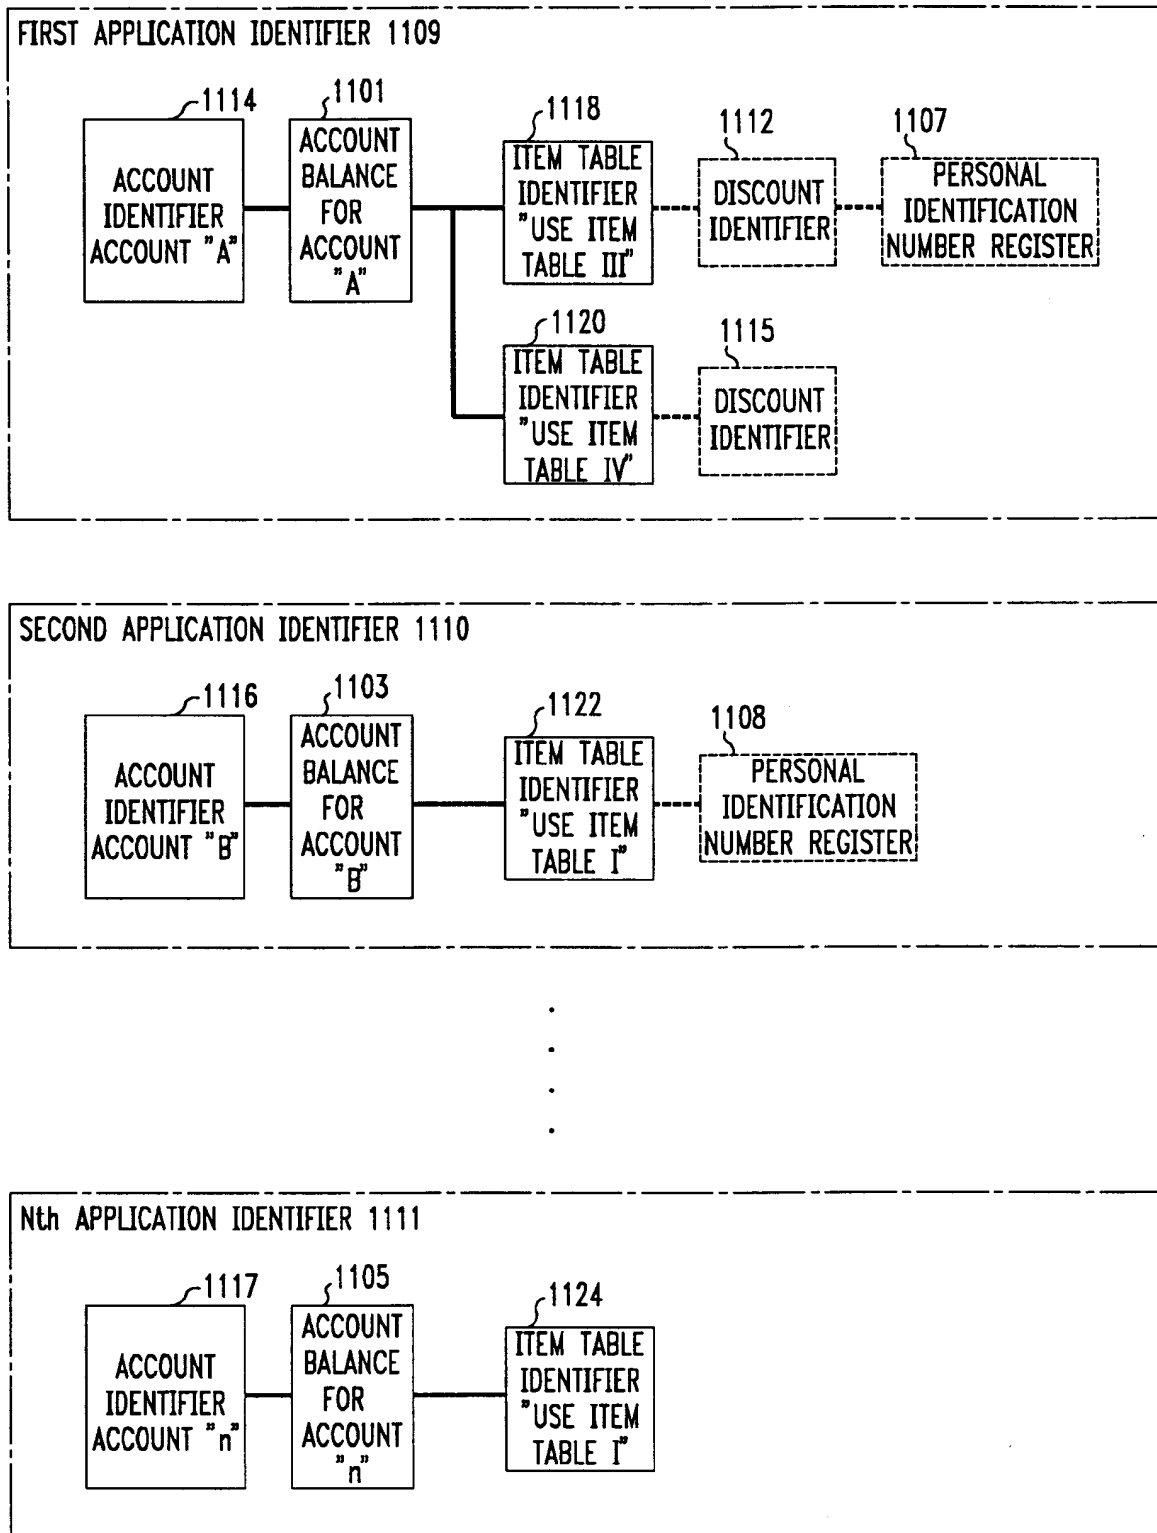 FIRST APPLICATION IDENTIFIER 1109
1114
1101
1118
1112
1107
ACCOUNT
IDENTIFIER
ACCOUNT "A"
ACCOUNT
BALANCE
FOR
ACCOUNT
"A"
ITEM TABLE
IDENTIFIER
"USE ITEM
TABLE III"
DISCOUNT
IDENTIFIER
PERSONAL
IDENTIFICATION
NUMBER REGISTER
1120
1115
ITEM TABLE
IDENTIFIER
"USE ITEM
TABLE IV"
DISCOUNT
IDENTIFIER
SECOND APPLICATION IDENTIFIER 1110
1116
1103
1122
1108
ACCOUNT
IDENTIFIER
ACCOUNT "B"
ACCOUNT
BALANCE
FOR
ACCOUNT
"B"
ITEM TABLE
IDENTIFIER
"USE ITEM
TABLE I"
PERSONAL
IDENTIFICATION
NUMBER REGISTER
Nth APPLICATION IDENTIFIER 1111
1117
1105
1124
ACCOUNT
IDENTIFIER
ACCOUNT "n"
ACCOUNT
BALANCE
FOR
ACCOUNT
"n"
ITEM TABLE
IDENTIFIER
"USE ITEM
TABLE I"